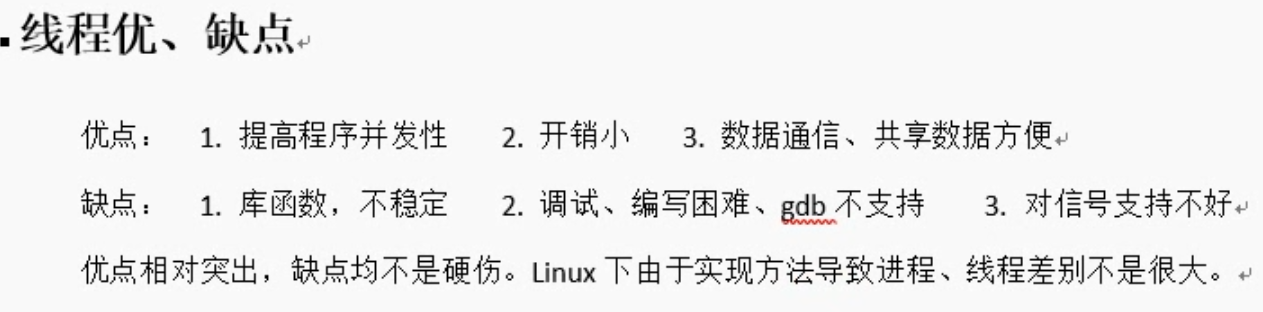 线程优、缺点
优点： 1. 提高程序并发性 2. 开销小 3. 数据通信、共享数据方便
缺点： 1. 库函数，不稳定 2. 调试、编写困难、gdb 不支持 3. 对信号支持不好
优点相对突出，缺点均不是硬伤。Linux 下由于实现方法导致进程、线程差别不是很大。